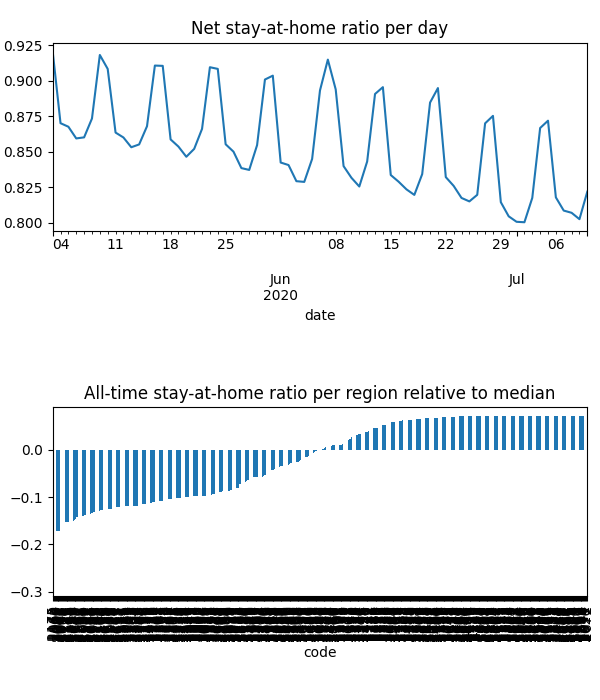 Net stay-at-home ratio per day
0.925
0.900
0.875
0.850
0.825
0.800
04 11 18 25 08 15 22 29 06
Jun Jul
2020
date
All-time stay-at-home ratio per region relative to median
0.0
−0.1
−0.2
−0.3
code